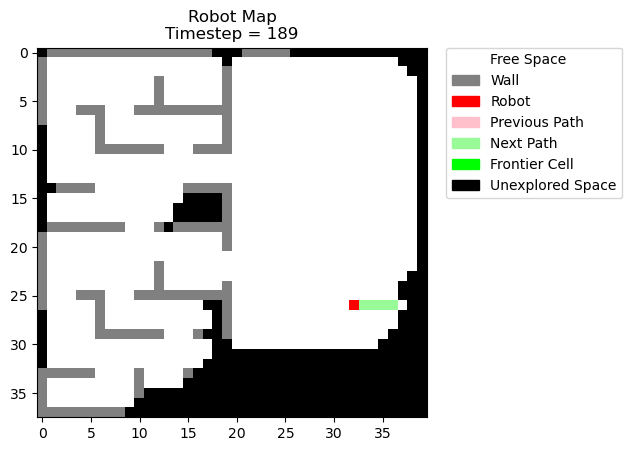 Robot Map
Timestep = 189
0
5
10
15
20
25
30
35
0
5
10
15
20
25
30
35
Free Space
Wall
Robot
Previous Path
Next Path
Frontier Cell
Unexplored Space